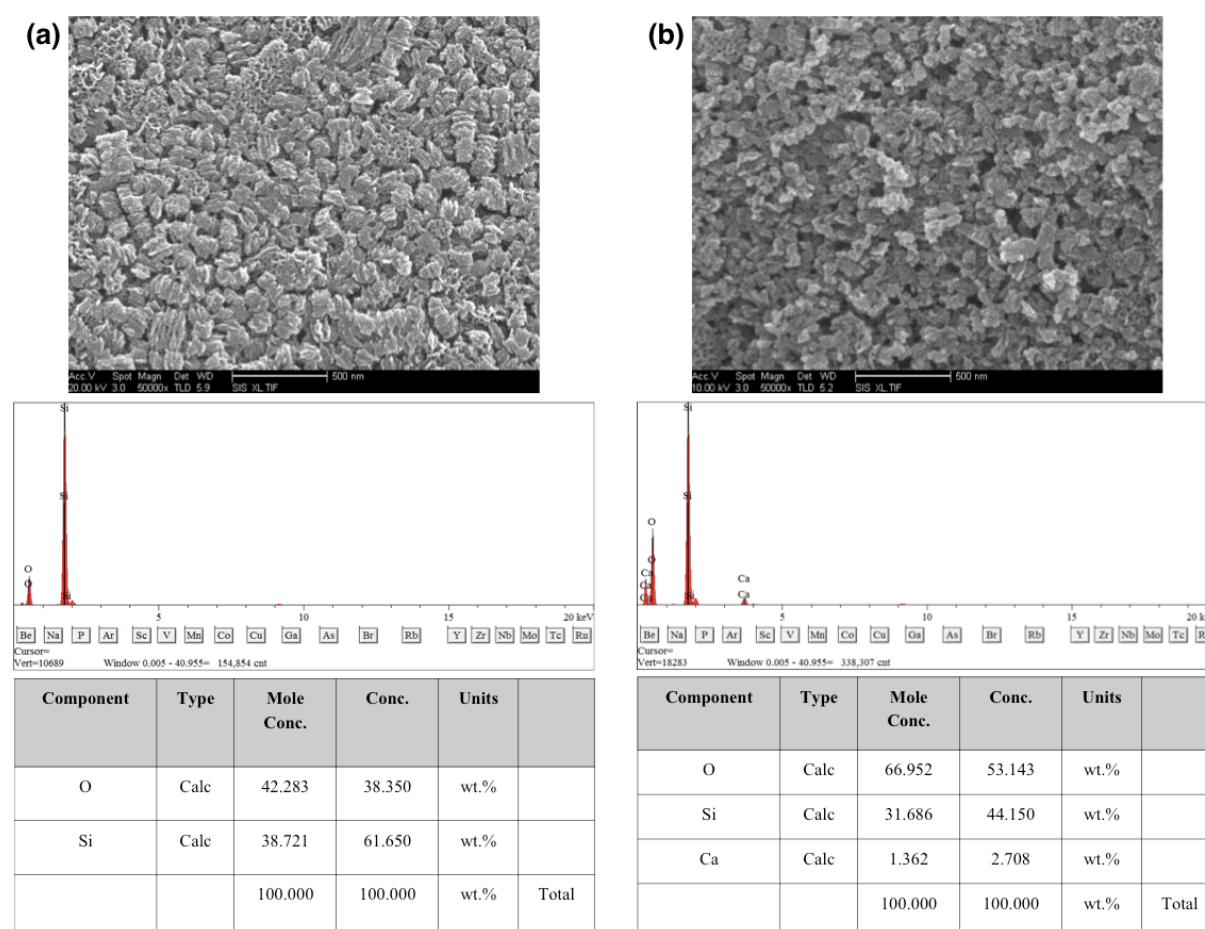 (a)
Acc.V Spot Magn Det WD 500 nm
20.00 kV 3.0 50000x TLD 5.9 SIS XL.TIF
Si
Si
O
O
Si
5 10 15 20 keV
Be Na P Ar Sc V Mn Co Cu Ga As Br Rb Y Zr Nb Mo Tc Ru
Cursor=
Vert=10689 Window 0.005 - 40.955= 154,854 cnt
Component Type Mole Conc. Conc. Units
O Calc 42.283 38.350 wt.%
Si Calc 38.721 61.650 wt.%
100.000 100.000 wt.% Total
(b)
Acc.V Spot Magn Det WD 500 nm
10.00 kV 3.0 50000x TLD 5.2 SIS XL.TIF
Si
Si
O
O
Ca
Ca
Ca
Si
Ca
Ca
5 10 15 20 ke
Be Na P Ar Sc V Mn Co Cu Ga As Br Rb Y Zr Nb Mo Tc R
Cursor=
Vert=18283 Window 0.005 - 40.955= 338,307 cnt
Component Type Mole Conc. Conc. Units
O Calc 66.952 53.143 wt.%
Si Calc 31.686 44.150 wt.%
Ca Calc 1.362 2.708 wt.%
100.000 100.000 wt.% Total